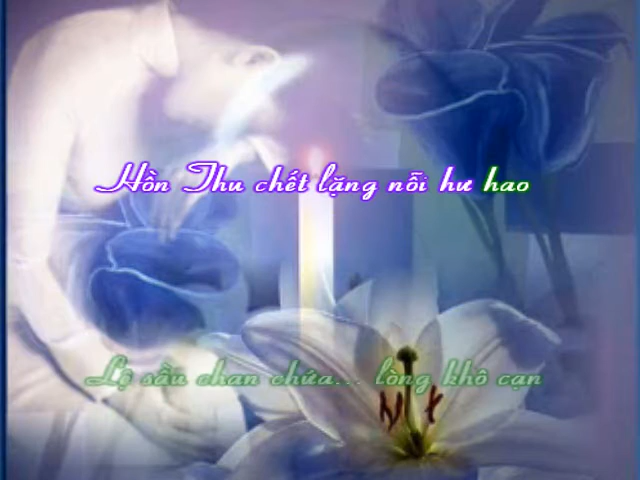 Hồn Thu chết lặng nỗi hư hao
Lệ sầu chan chứa... lòng khô cạn